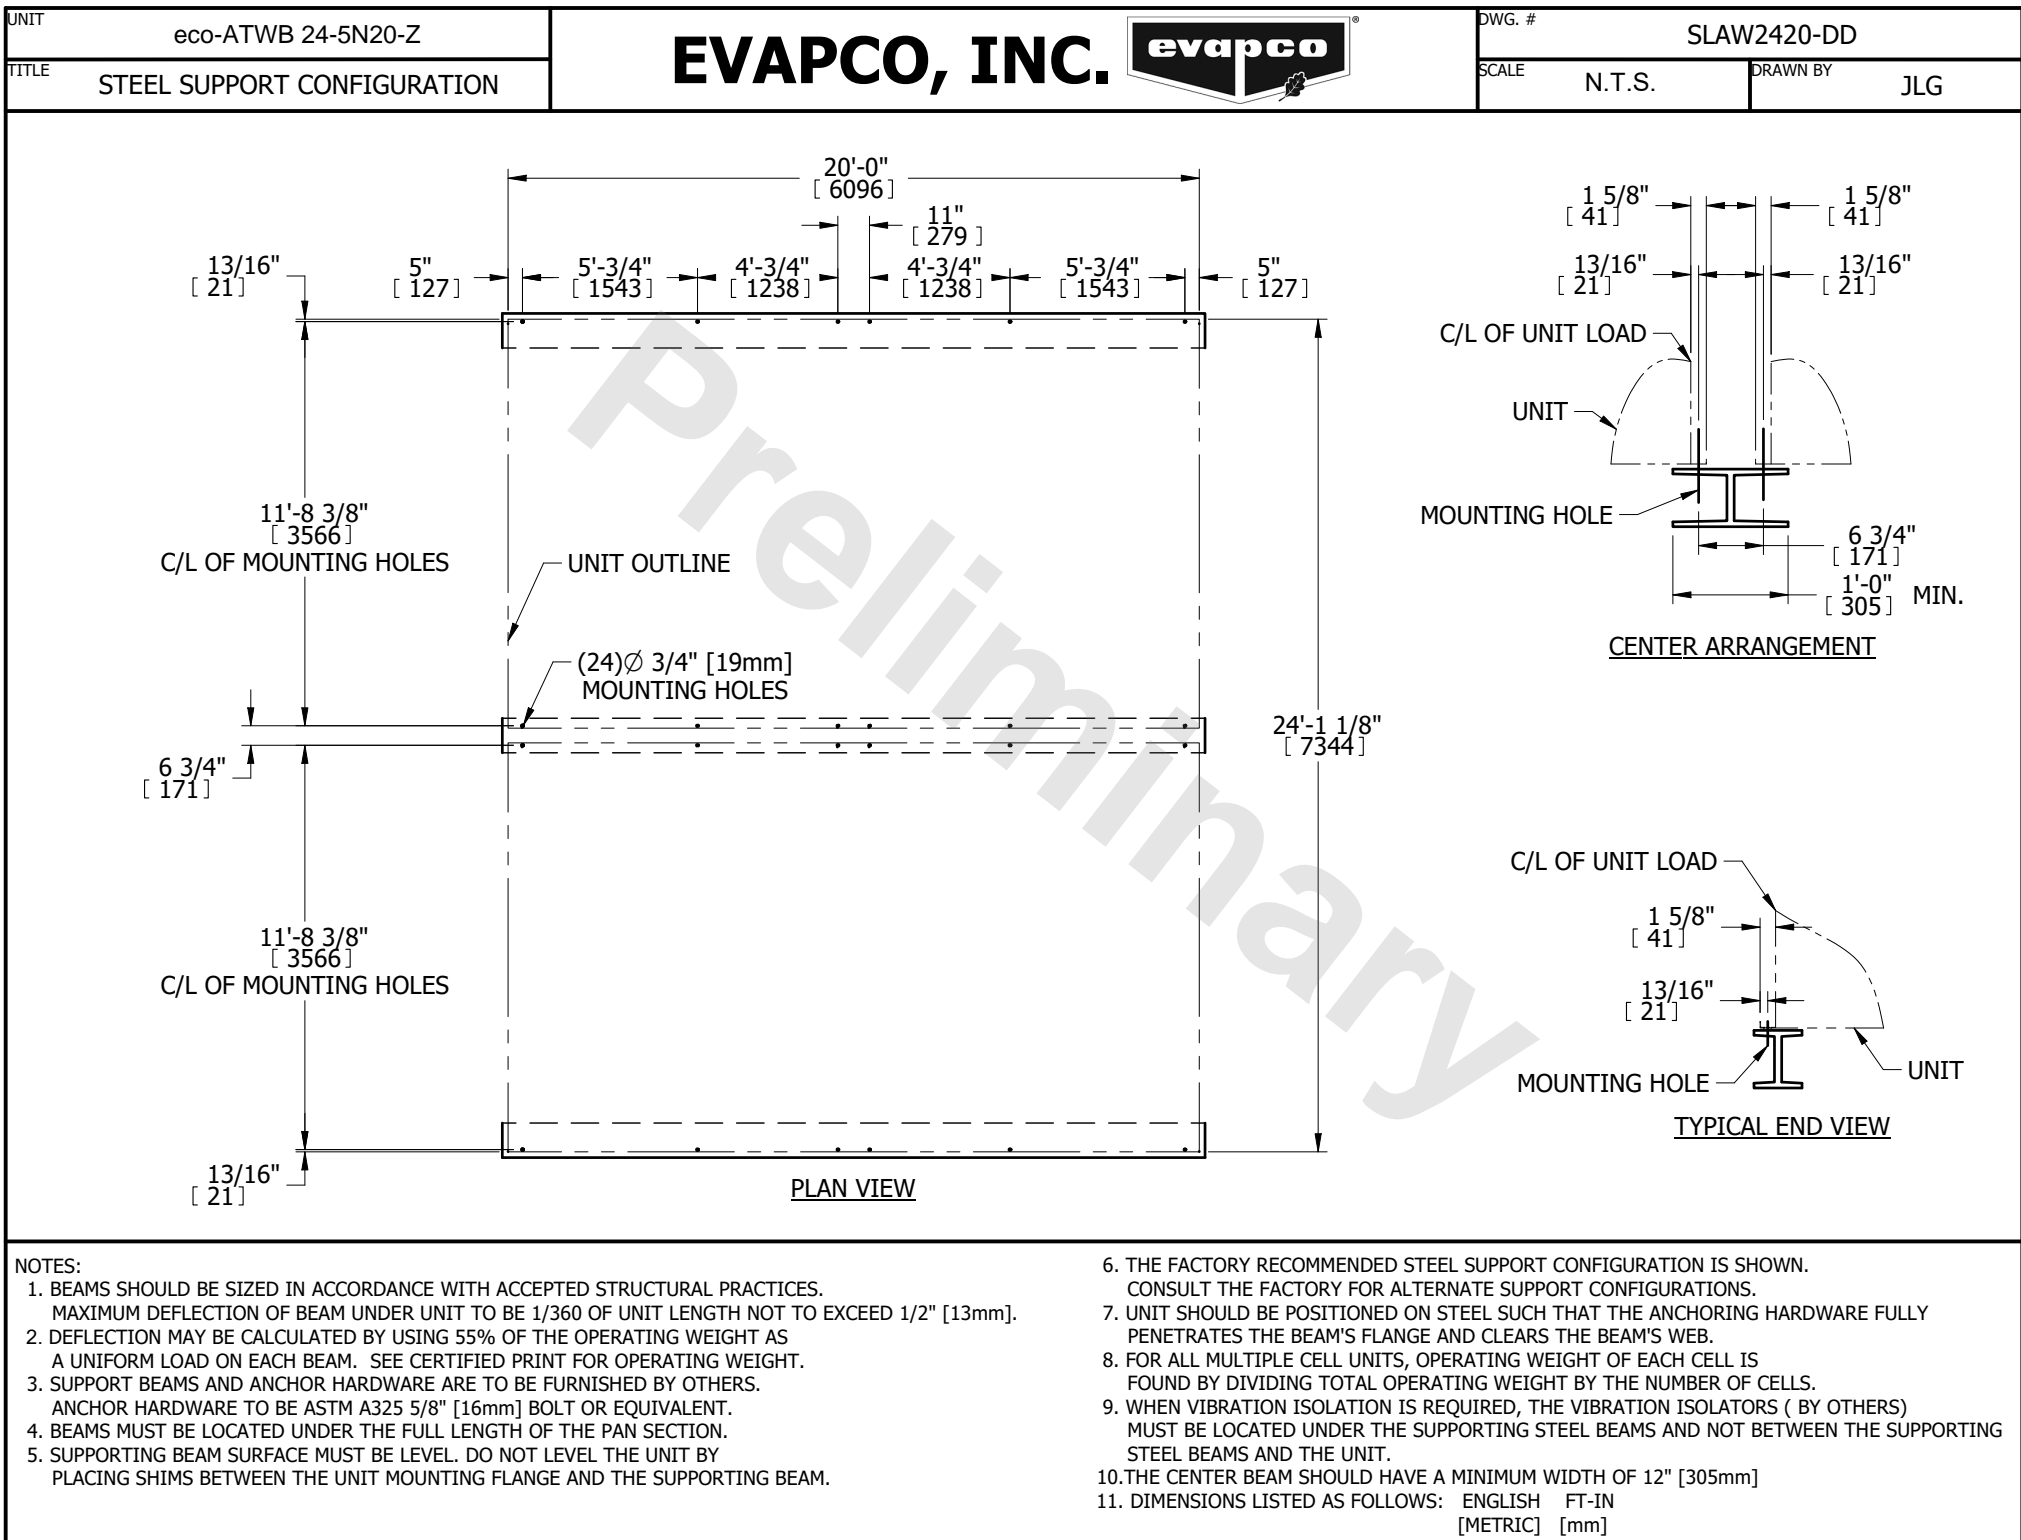 UNIT
eco-ATWB 24-5N20-Z
TITLE
STEEL SUPPORT CONFIGURATION
EVAPCO, INC.
evapco
®
DWG. #
SLAW2420-DD
SCALE
N.T.S.
DRAWN BY
JLG
20'-0"
[ 6096 ]
11"
[ 279 ]
13/16"
[ 21 ]
5"
[ 127 ]
5'-3/4"
[ 1543 ]
4'-3/4"
[ 1238 ]
4'-3/4"
[ 1238 ]
5'-3/4"
[ 1543 ]
5"
[ 127 ]
11'-8 3/8"
[ 3566 ]
C/L OF MOUNTING HOLES
UNIT OUTLINE
(24)Ø 3/4" [19mm]
MOUNTING HOLES
6 3/4"
[ 171 ]
24'-1 1/8"
[ 7344 ]
11'-8 3/8"
[ 3566 ]
C/L OF MOUNTING HOLES
13/16"
[ 21 ]
PLAN VIEW
Preliminary
1 5/8"
[ 41 ]
1 5/8"
[ 41 ]
13/16"
[ 21 ]
13/16"
[ 21 ]
C/L OF UNIT LOAD
UNIT
MOUNTING HOLE
6 3/4"
[ 171 ]
1'-0"
[ 305 ] MIN.
CENTER ARRANGEMENT
C/L OF UNIT LOAD
1 5/8"
[ 41 ]
13/16"
[ 21 ]
MOUNTING HOLE
UNIT
TYPICAL END VIEW
NOTES:
1. BEAMS SHOULD BE SIZED IN ACCORDANCE WITH ACCEPTED STRUCTURAL PRACTICES.
MAXIMUM DEFLECTION OF BEAM UNDER UNIT TO BE 1/360 OF UNIT LENGTH NOT TO EXCEED 1/2" [13mm].
2. DEFLECTION MAY BE CALCULATED BY USING 55% OF THE OPERATING WEIGHT AS
A UNIFORM LOAD ON EACH BEAM. SEE CERTIFIED PRINT FOR OPERATING WEIGHT.
3. SUPPORT BEAMS AND ANCHOR HARDWARE ARE TO BE FURNISHED BY OTHERS.
ANCHOR HARDWARE TO BE ASTM A325 5/8" [16mm] BOLT OR EQUIVALENT.
4. BEAMS MUST BE LOCATED UNDER THE FULL LENGTH OF THE PAN SECTION.
5. SUPPORTING BEAM SURFACE MUST BE LEVEL. DO NOT LEVEL THE UNIT BY
PLACING SHIMS BETWEEN THE UNIT MOUNTING FLANGE AND THE SUPPORTING BEAM.
6. THE FACTORY RECOMMENDED STEEL SUPPORT CONFIGURATION IS SHOWN.
CONSULT THE FACTORY FOR ALTERNATE SUPPORT CONFIGURATIONS.
7. UNIT SHOULD BE POSITIONED ON STEEL SUCH THAT THE ANCHORING HARDWARE FULLY
PENETRATES THE BEAM'S FLANGE AND CLEARS THE BEAM'S WEB.
8. FOR ALL MULTIPLE CELL UNITS, OPERATING WEIGHT OF EACH CELL IS
FOUND BY DIVIDING TOTAL OPERATING WEIGHT BY THE NUMBER OF CELLS.
9. WHEN VIBRATION ISOLATION IS REQUIRED, THE VIBRATION ISOLATORS ( BY OTHERS)
MUST BE LOCATED UNDER THE SUPPORTING STEEL BEAMS AND NOT BETWEEN THE SUPPORTING
STEEL BEAMS AND THE UNIT.
10.THE CENTER BEAM SHOULD HAVE A MINIMUM WIDTH OF 12" [305mm]
11. DIMENSIONS LISTED AS FOLLOWS: ENGLISH FT-IN
[METRIC] [mm]